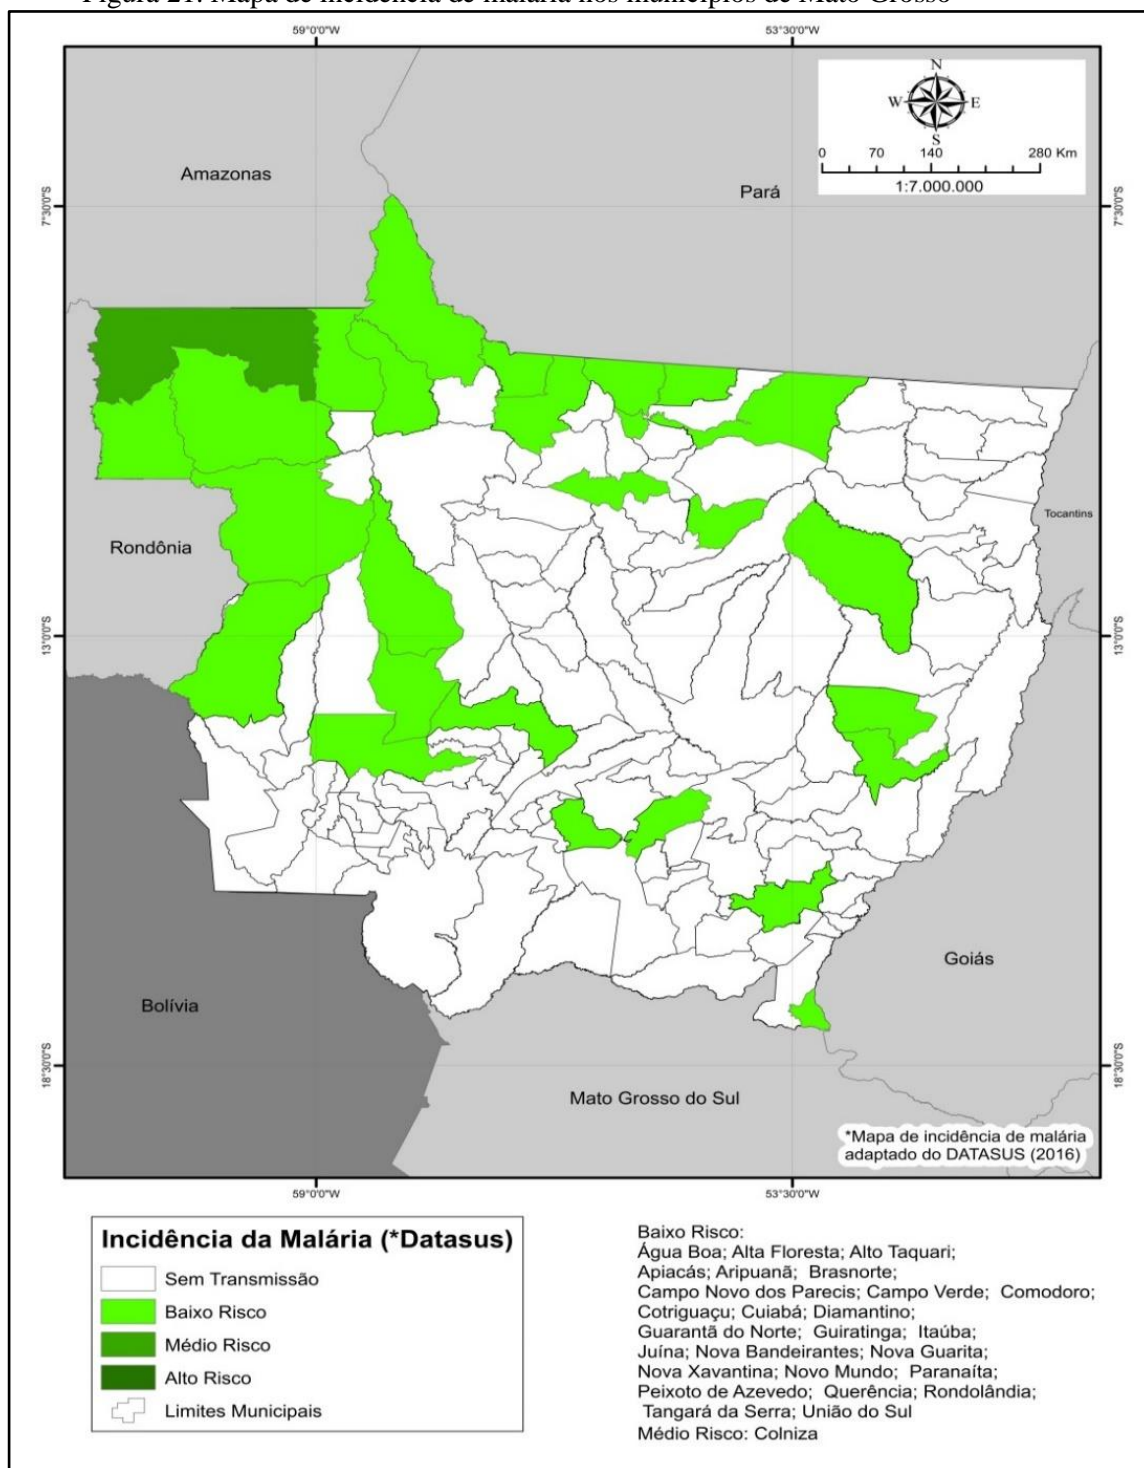 Figura 21: Mapa de incidência de malária nos municípios de Mato Grosso
59°0'0"W
53°30'0"W
N
W
E
S
0 70 140 280 Km
1:7.000.000
Amazonas
Pará
7°30'0"S
7°30'0"S
Tocantins
Rondônia
13°0'0"S
13°0'0"S
Goiás
Bolívia
18°30'0"S
18°30'0"S
Mato Grosso do Sul
*Mapa de incidência de malária
adaptado do DATASUS (2016)
59°0'0"W
53°30'0"W
Incidência da Malária (*Datasus)
Sem Transmissão
Baixo Risco
Médio Risco
Alto Risco
Limites Municipais
Baixo Risco:
Água Boa; Alta Floresta; Alto Taquari;
Apiacás; Aripuanã; Brasnorte;
Campo Novo dos Parecis; Campo Verde; Comodoro;
Cotriguaçu; Cuiabá; Diamantino;
Guarantã do Norte; Guiratinga; Itaúba;
Juína; Nova Bandeirantes; Nova Guarita;
Nova Xavantina; Novo Mundo; Paranaíta;
Peixoto de Azevedo; Querência; Rondolândia;
Tangará da Serra; União do Sul
Médio Risco: Colniza